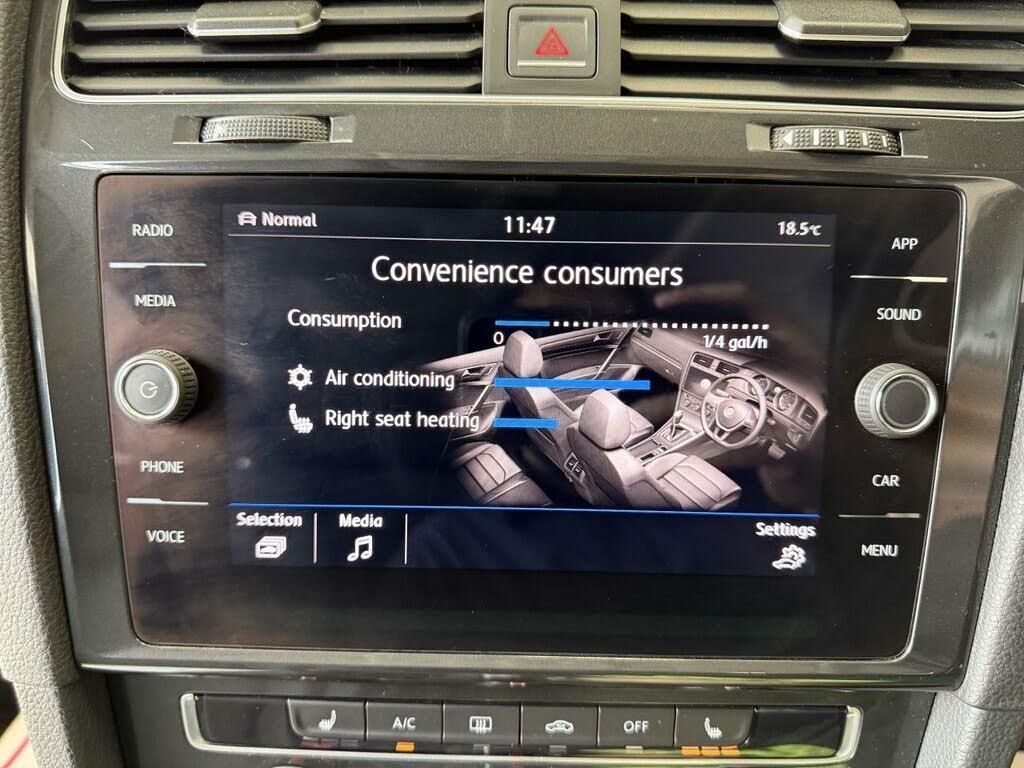 RADIO
MEDIA
PHONE
VOICE
Normal
11:47
18.5°C
Convenience consumers
Consumption
0
1/4 gal/h
Air conditioning
Right seat heating
Selection
Media
Settings
APP
SOUND
CAR
MENU
A/C
OFF